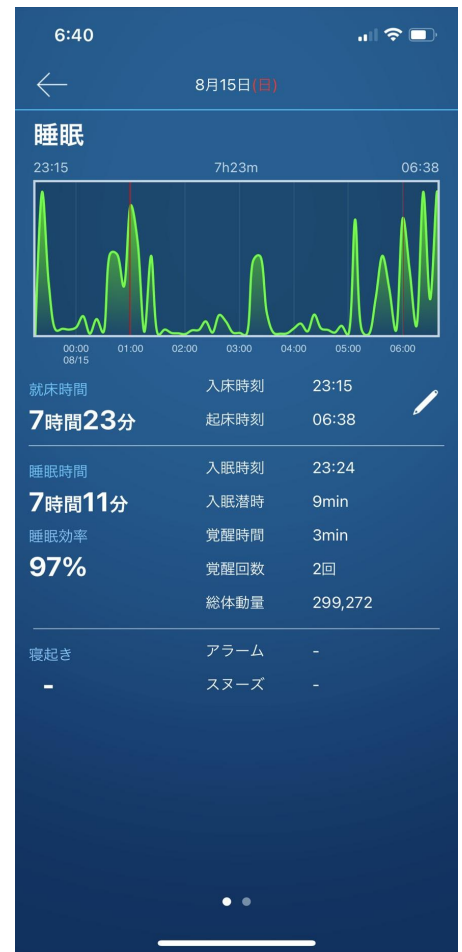 6:40
8月15日(日)
睡眠
23:15 7h23m 06:38
00:00 01:00 02:00 03:00 04:00 05:00 06:00
08/15
就床時間 入床時刻 23:15
7時間23分 起床時刻 06:38
睡眠時間 入眠時刻 23:24
7時間11分 入眠潜時 9min
睡眠効率 覚醒時間 3min
97% 覚醒回数 2回
総体動量 299,272
寝起き アラーム -
- スヌーズ -